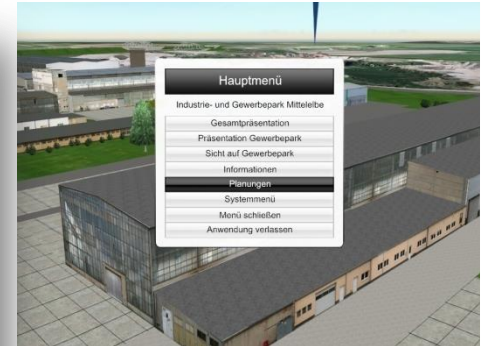 Hauptmenü
Industrie- und Gewerbepark Mittelelbe
Gesamtpräsentation
Präsentation Gewerbepark
Sicht auf Gewerbepark
Informationen
Planungen
Systemmenü
Menü schließen
Anwendung verlassen